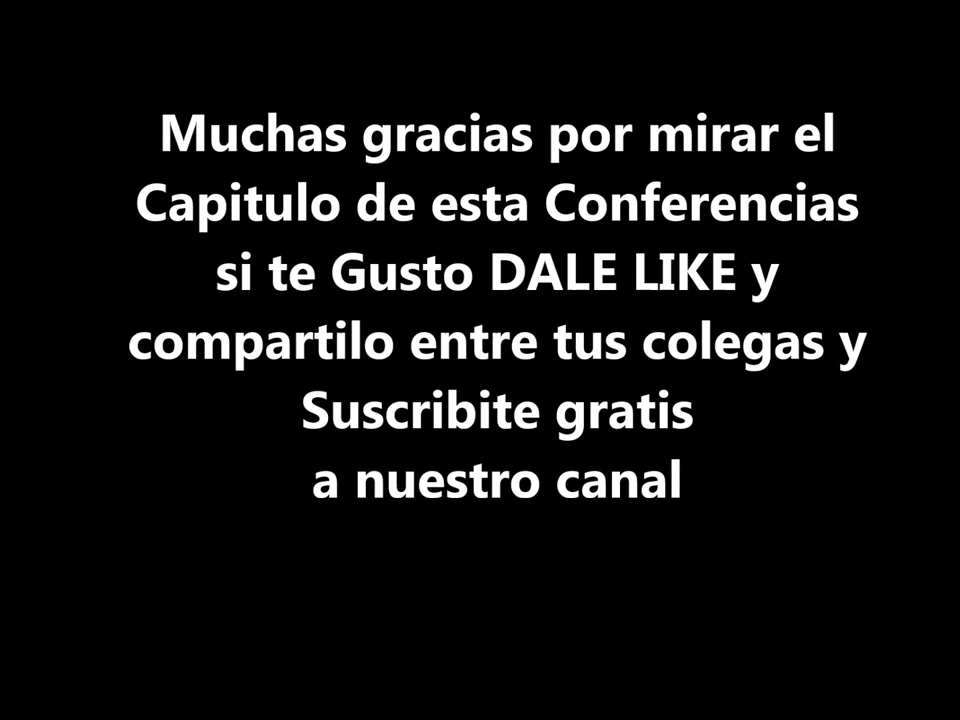 Muchas gracias por mirar el
Capitulo de esta Conferencias
si te Gusto DALE LIKE y
compartilo entre tus colegas y
Suscribite gratis
a nuestro canal